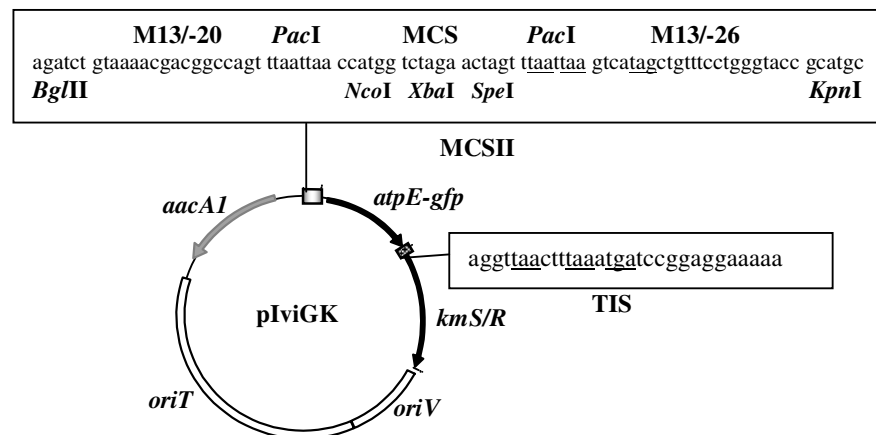 M13/-20 PacI MCS PacI M13/-26
agatct gtaaaacgacggccagt ttaattaa ccatgg tctaga actagt ttaattaa gtcatagctgtttcctgggtacc gcatgc
BglII NcoI XbaI SpeI KpnI
MCSII
aacA1 atpE-gfp
aggttaactttaaatgatccggaggaaaaa
TIS
pIviGK kmS/R
oriT oriV